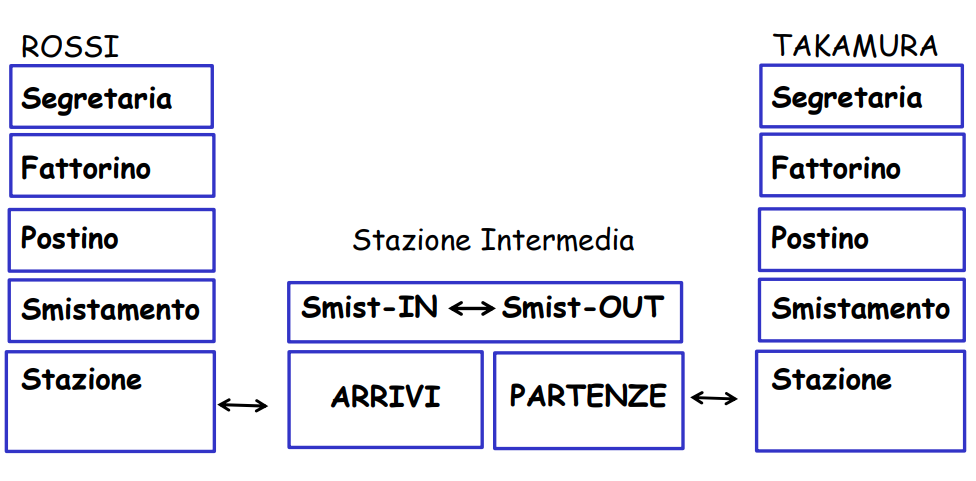 ROSSI
Segretaria
Fattorino
Postino
Smistamento
Stazione
Stazione Intermedia
Smist-IN Smist-OUT
ARRIVI
PARTENZE
TAKAMURA
Segretaria
Fattorino
Postino
Smistamento
Stazione